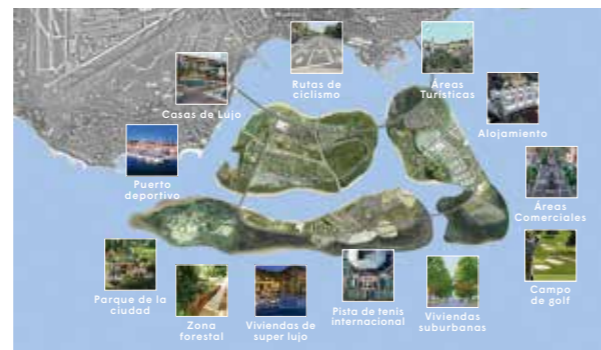 Rutas de
ciclismo
Áreas
Turísticas
Casas de Lujo
Alojamiento
Puerto
deportivo
Áreas
Comerciales
Parque de la
ciudad
Zona
forestal
Viviendas de
super lujo
Pista de tenis
internacional
Viviendas
suburbanas
Campo
de golf